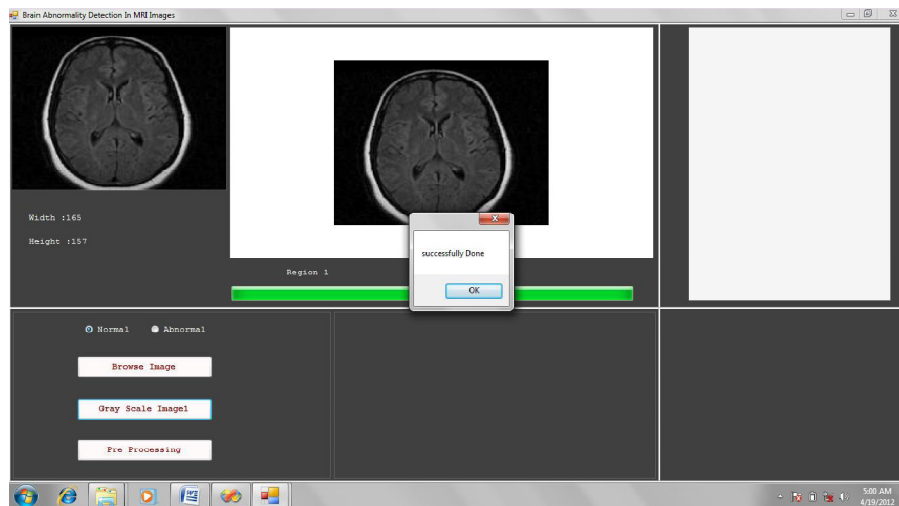 Brain Abnormality Detection In MRI Images
Width :165
Height :157
Region 1
successfully Done
OK
Normal
Abnormal
Browse Image
Gray Scale Image1
Pre Processing
5:00 AM
4/19/2012